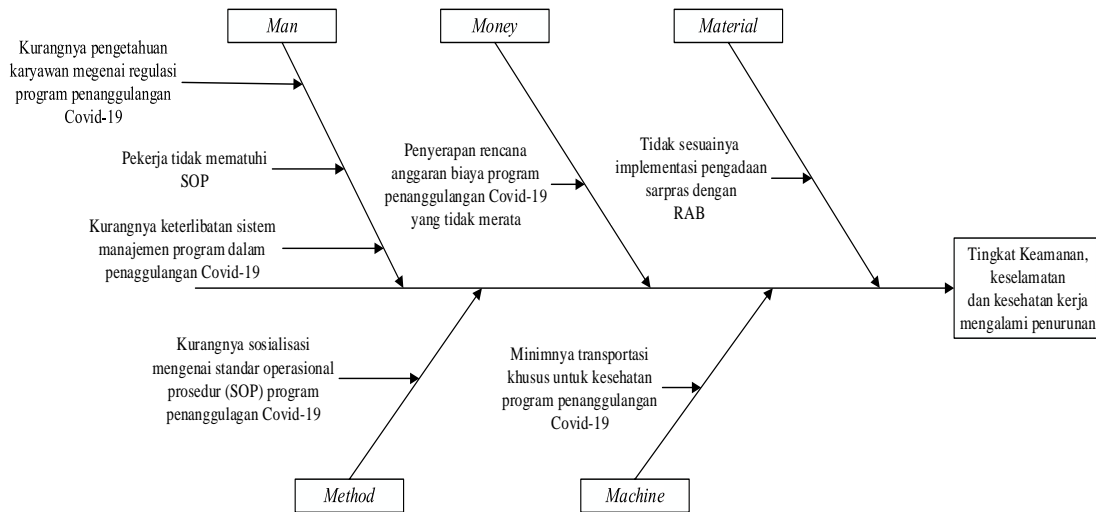 Man
Money
Material
Kurangnya pengetahuan
karyawan megenai regulasi
program penanggulangan
Covid-19
Pekerja tidak mematuhi
SOP
Kurangnya keterlibatan sistem
manajemen program dalam
penaggulangan Covid-19
Penyerapan rencana
anggaran biaya program
penanggulangan Covid-19
yang tidak merata
Tidak sesuainya
implementasi pengadaan
sarpras dengan
RAB
Tingkat Keamanan,
keselamatan
dan kesehatan kerja
mengalami penurunan
Kurangnya sosialisasi
mengenai standar operasional
prosedur (SOP) program
penanggulagan Covid-19
Minimnya transportasi
khusus untuk kesehatan
program penanggulangan
Covid-19
Method
Machine